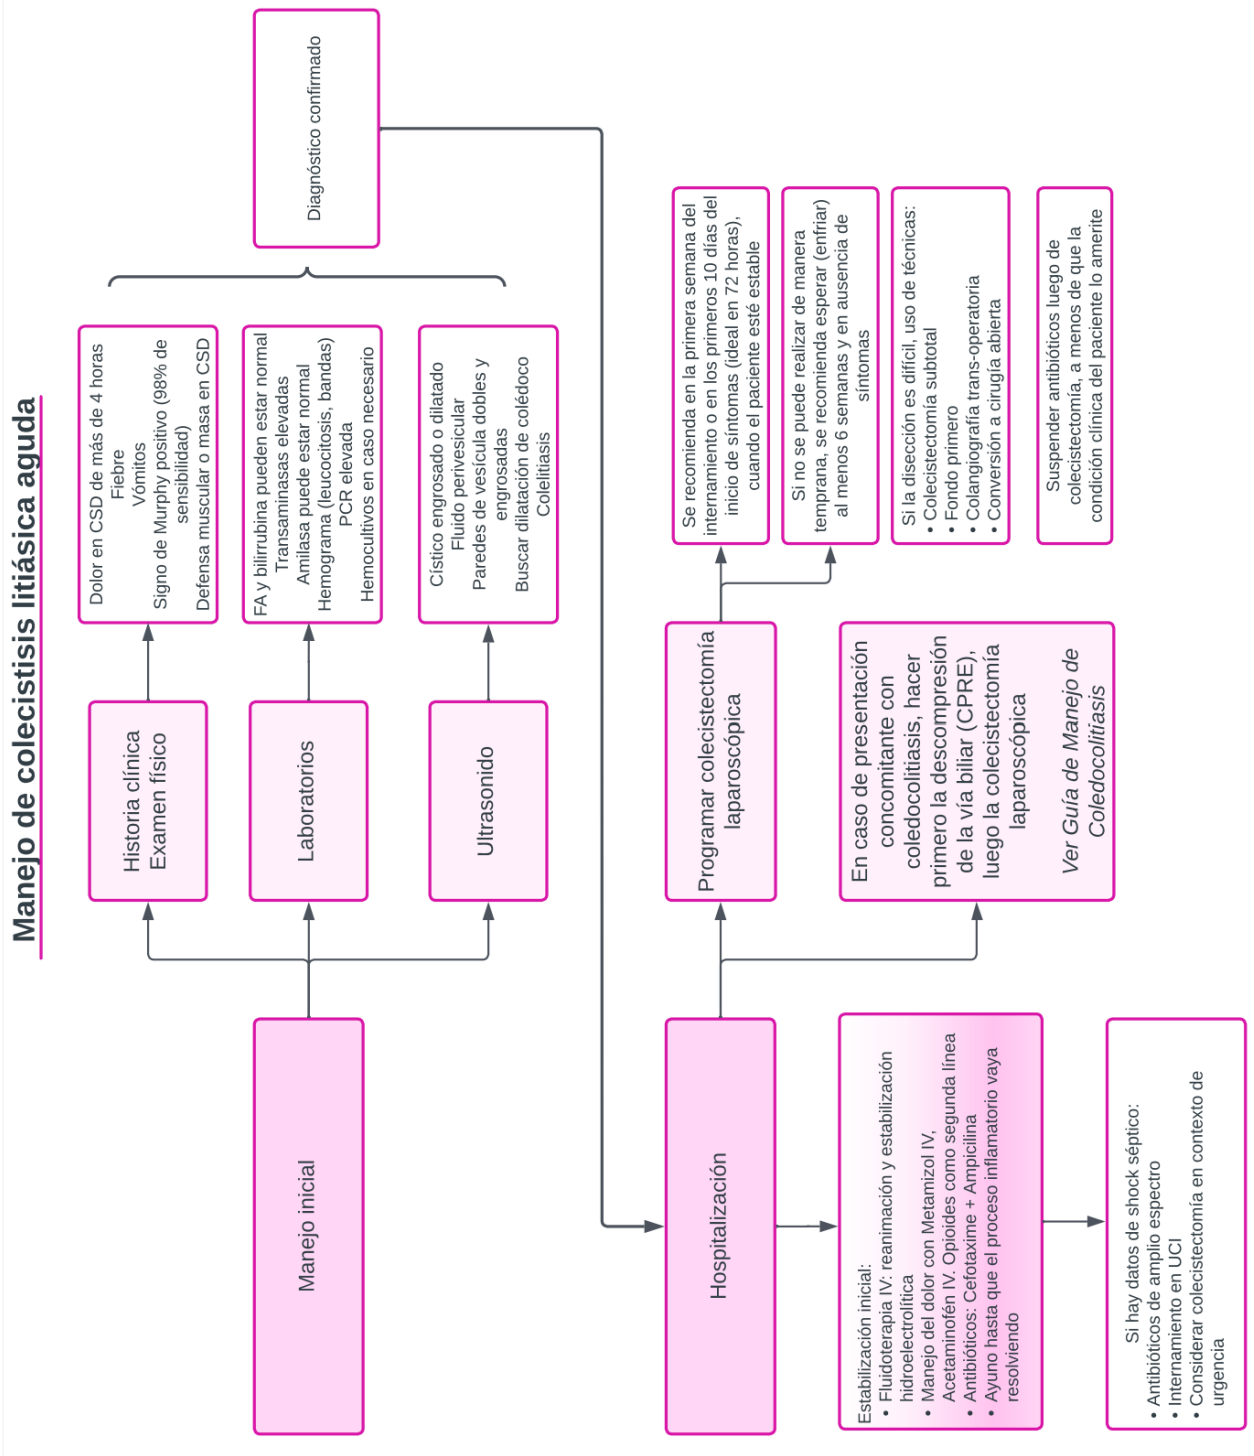 Manejo de colecistisis litiásica aguda
Manejo inicial
Historia clínica
Examen físico
Dolor en CSD de más de 4 horas
Fiebre
Vómitos
Signo de Murphy positivo (98% de
sensibilidad)
Defensa muscular o masa en CSD
Laboratorios
FA y bilirrubina pueden estar normal
Transaminasas elevadas
Amilasa puede estar normal
Hemograma (leucocitosis, bandas)
PCR elevada
Hemocultivos en caso necesario
Ultrasonido
Cístico engrosado o dilatado
Fluido perivesicular
Paredes de vesícula dobles y
engrosadas
Buscar dilatación de colédoco
Colelitiasis
Diagnóstico confirmado
Hospitalización
Programar colecistectomía
laparoscópica
Se recomienda en la primera semana del
internamiento o en los primeros 10 días del
inicio de síntomas (ideal en 72 horas),
cuando el paciente esté estable
Si no se puede realizar de manera
temprana, se recomienda esperar (enfriar)
al menos 6 semanas y en ausencia de
síntomas
Si la disección es difícil, uso de técnicas:
• Colecistectomía subtotal
• Fondo primero
• Colangiografía trans-operatoria
• Conversión a cirugía abierta
Suspender antibióticos luego de
colecistectomía, a menos de que la
condición clínica del paciente lo amerite
En caso de presentación
concomitante con
coledocolitiasis, hacer
primero la descompresión
de la vía biliar (CPRE),
luego la colecistectomía
laparoscópica
Ver Guía de Manejo de
Coledocolitiasis
Estabilización inicial:
• Fluidoterapia IV: reanimación y estabilización
hidroelectrolítica
• Manejo del dolor con Metamizol IV,
Acetaminofén IV. Opioides como segunda línea
• Antibióticos: Cefotaxime + Ampicilina
• Ayuno hasta que el proceso inflamatorio vaya
resolviendo
Si hay datos de shock séptico:
• Antibióticos de amplio espectro
• Internamiento en UCI
• Considerar colecistectomía en contexto de
urgencia